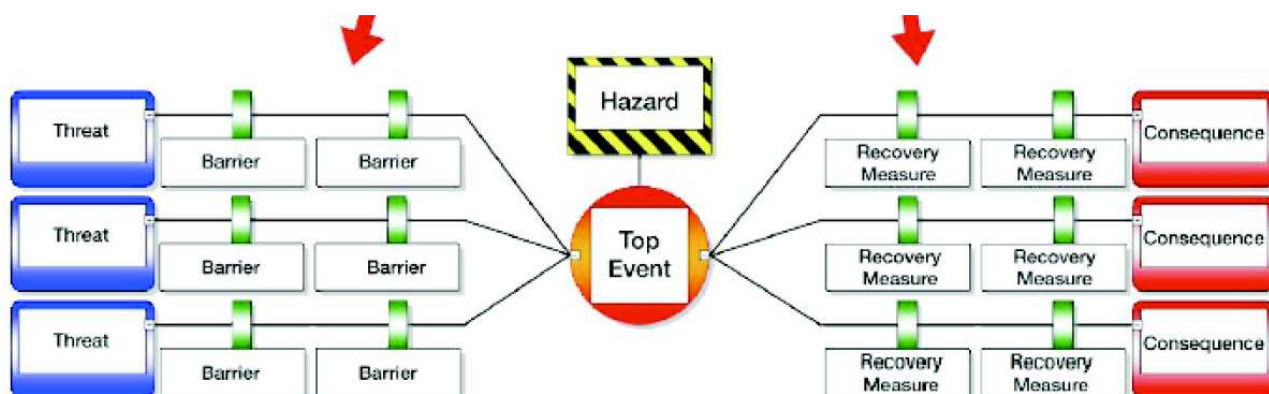 Hazard
Threat
Barrier
Barrier
Recovery
Measure
Recovery
Measure
Consequence
Top
Event
Threat
Barrier
Barrier
Recovery
Measure
Recovery
Measure
Consequence
Threat
Barrier
Barrier
Recovery
Measure
Recovery
Measure
Consequence